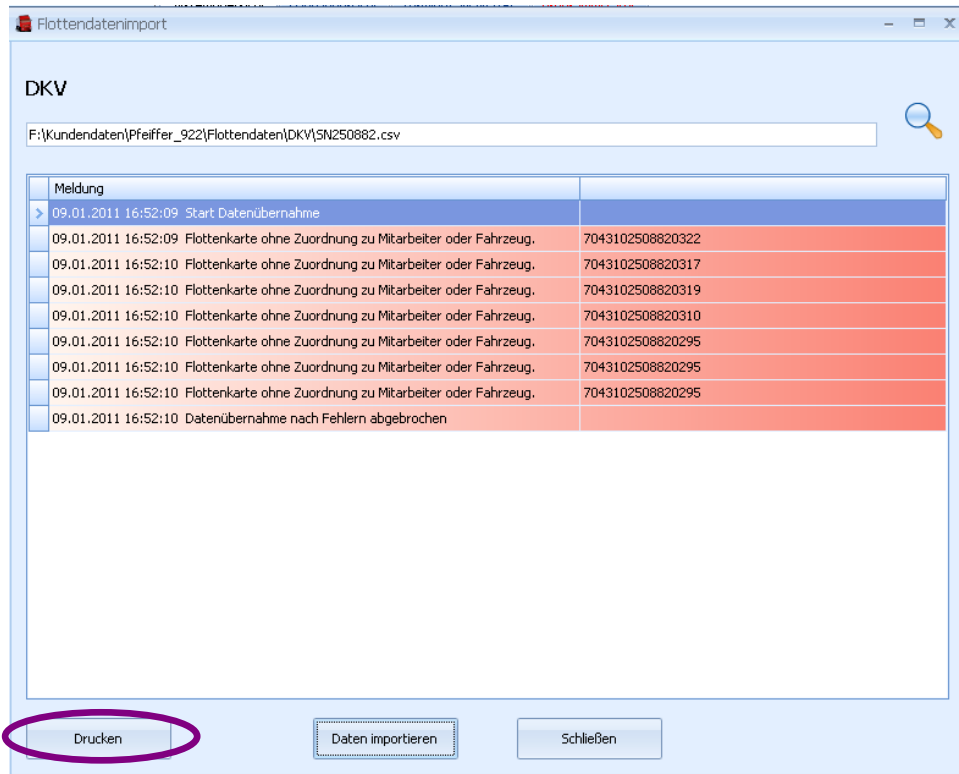 Flottendatenimport
DKV
F:\Kundendaten\Pfeiffer_922\Flottendaten\DKV\SN250882.csv
Meldung
09.01.2011 16:52:09 Start Datenübernahme
09.01.2011 16:52:09 Flottenkarte ohne Zuordnung zu Mitarbeiter oder Fahrzeug. 7043102508820322
09.01.2011 16:52:10 Flottenkarte ohne Zuordnung zu Mitarbeiter oder Fahrzeug. 7043102508820317
09.01.2011 16:52:10 Flottenkarte ohne Zuordnung zu Mitarbeiter oder Fahrzeug. 7043102508820319
09.01.2011 16:52:10 Flottenkarte ohne Zuordnung zu Mitarbeiter oder Fahrzeug. 7043102508820310
09.01.2011 16:52:10 Flottenkarte ohne Zuordnung zu Mitarbeiter oder Fahrzeug. 7043102508820295
09.01.2011 16:52:10 Flottenkarte ohne Zuordnung zu Mitarbeiter oder Fahrzeug. 7043102508820295
09.01.2011 16:52:10 Flottenkarte ohne Zuordnung zu Mitarbeiter oder Fahrzeug. 7043102508820295
09.01.2011 16:52:10 Datenübernahme nach Fehlern abgebrochen
Drucken Daten importieren Schließen